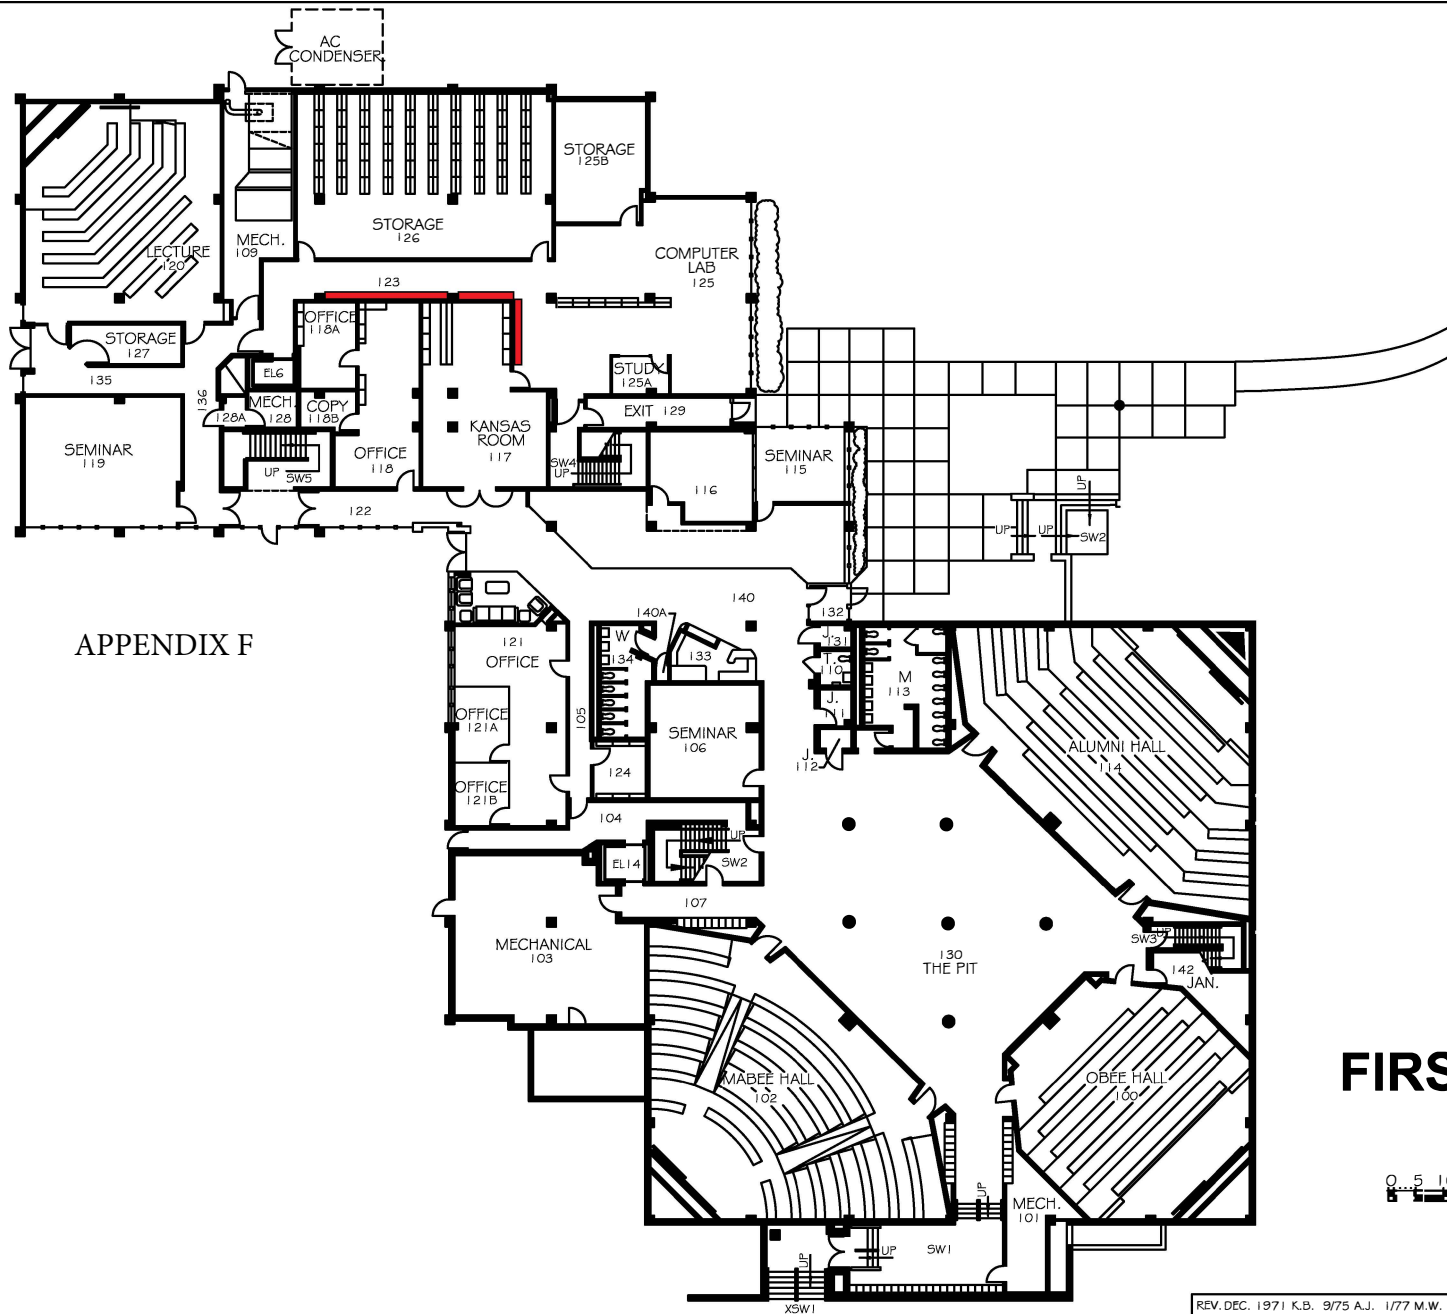 AC
CONDENSER
STORAGE
125B
STORAGE
126
MECH.
109
LECTURE
120
COMPUTER
LAB
125
123
OFFICE
118A
STORAGE
127
EL6
STUDY
125A
135
136
128A
MECH.
128
COPY
118B
EXIT 129
KANSAS
ROOM
117
SEMINAR
119
OFFICE
118
SW4
UP
SEMINAR
115
UP
SW5
116
UP
122
UP
UP
SW2
140
132
140A
APPENDIX F
121
OFFICE
W
134
133
J.
131
T.
110
M
113
J.
111
OFFICE
121A
105
SEMINAR
106
ALUMNI HALL
114
J.
112
124
OFFICE
121B
104
UP
EL14
SW2
107
MECHANICAL
103
130
THE PIT
SW3
UP
142
JAN.
MABEE HALL
102
OBEE HALL
100
FIRS
0 5 10
UP
MECH.
101
UP
SW1
UP
XSW1
REV. DEC. 1971 K.B. 9/75 A.J. 1/77 M.W.